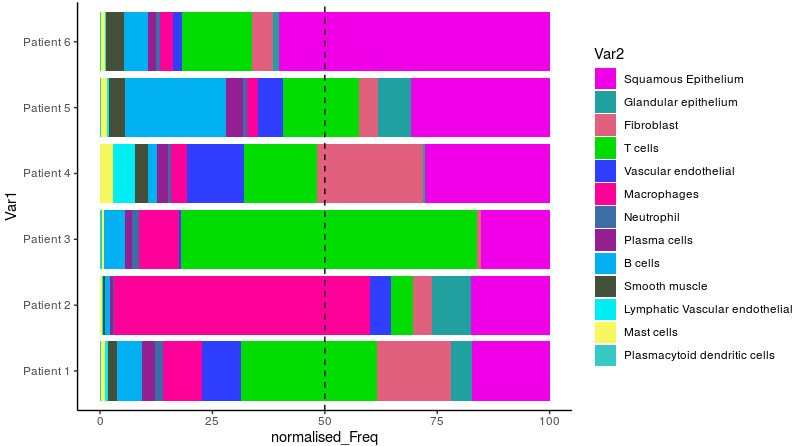 Var1
Patient 6
Patient 5
Patient 4
Patient 3
Patient 2
Patient 1
0 25 50 75 100
normalised_Freq
Var2
Squamous Epithelium
Glandular epithelium
Fibroblast
T cells
Vascular endothelial
Macrophages
Neutrophil
Plasma cells
B cells
Smooth muscle
Lymphatic Vascular endothelial
Mast cells
Plasmacytoid dendritic cells